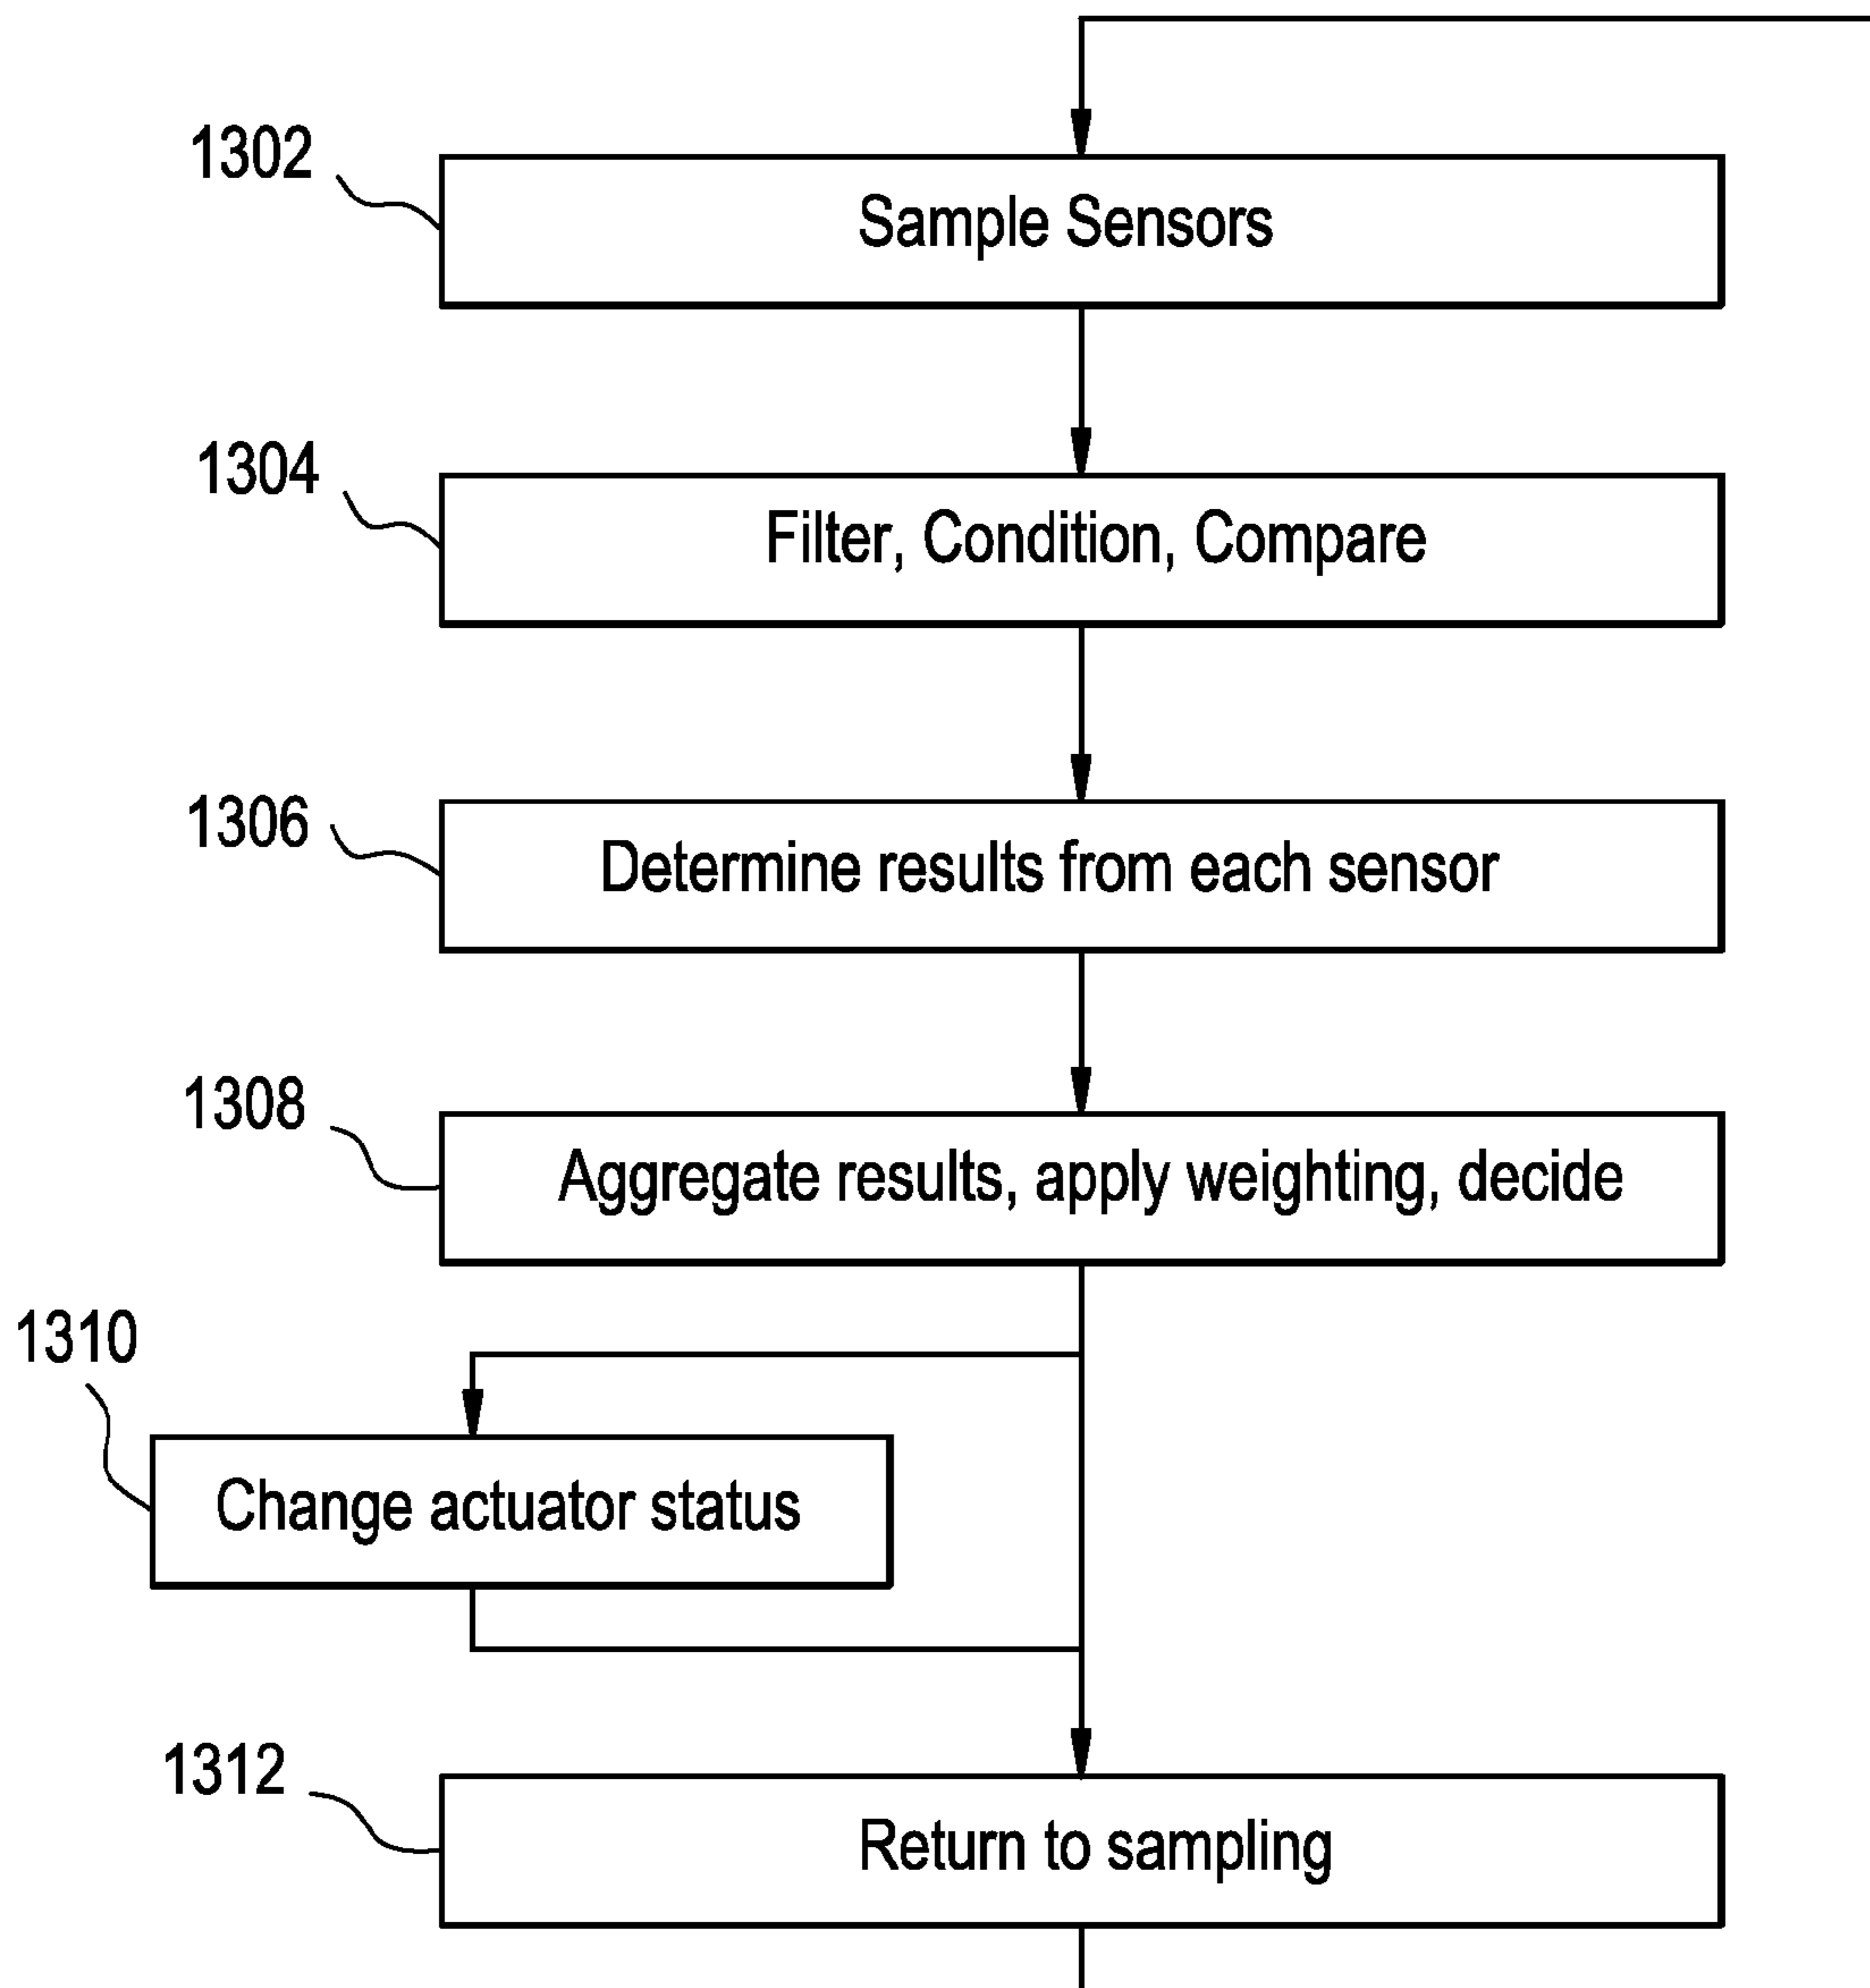 1302
Sample Sensors
1304
Filter, Condition, Compare
1306
Determine results from each sensor
1308
Aggregate results, apply weighting, decide
1310
Change actuator status
1312
Return to sampling